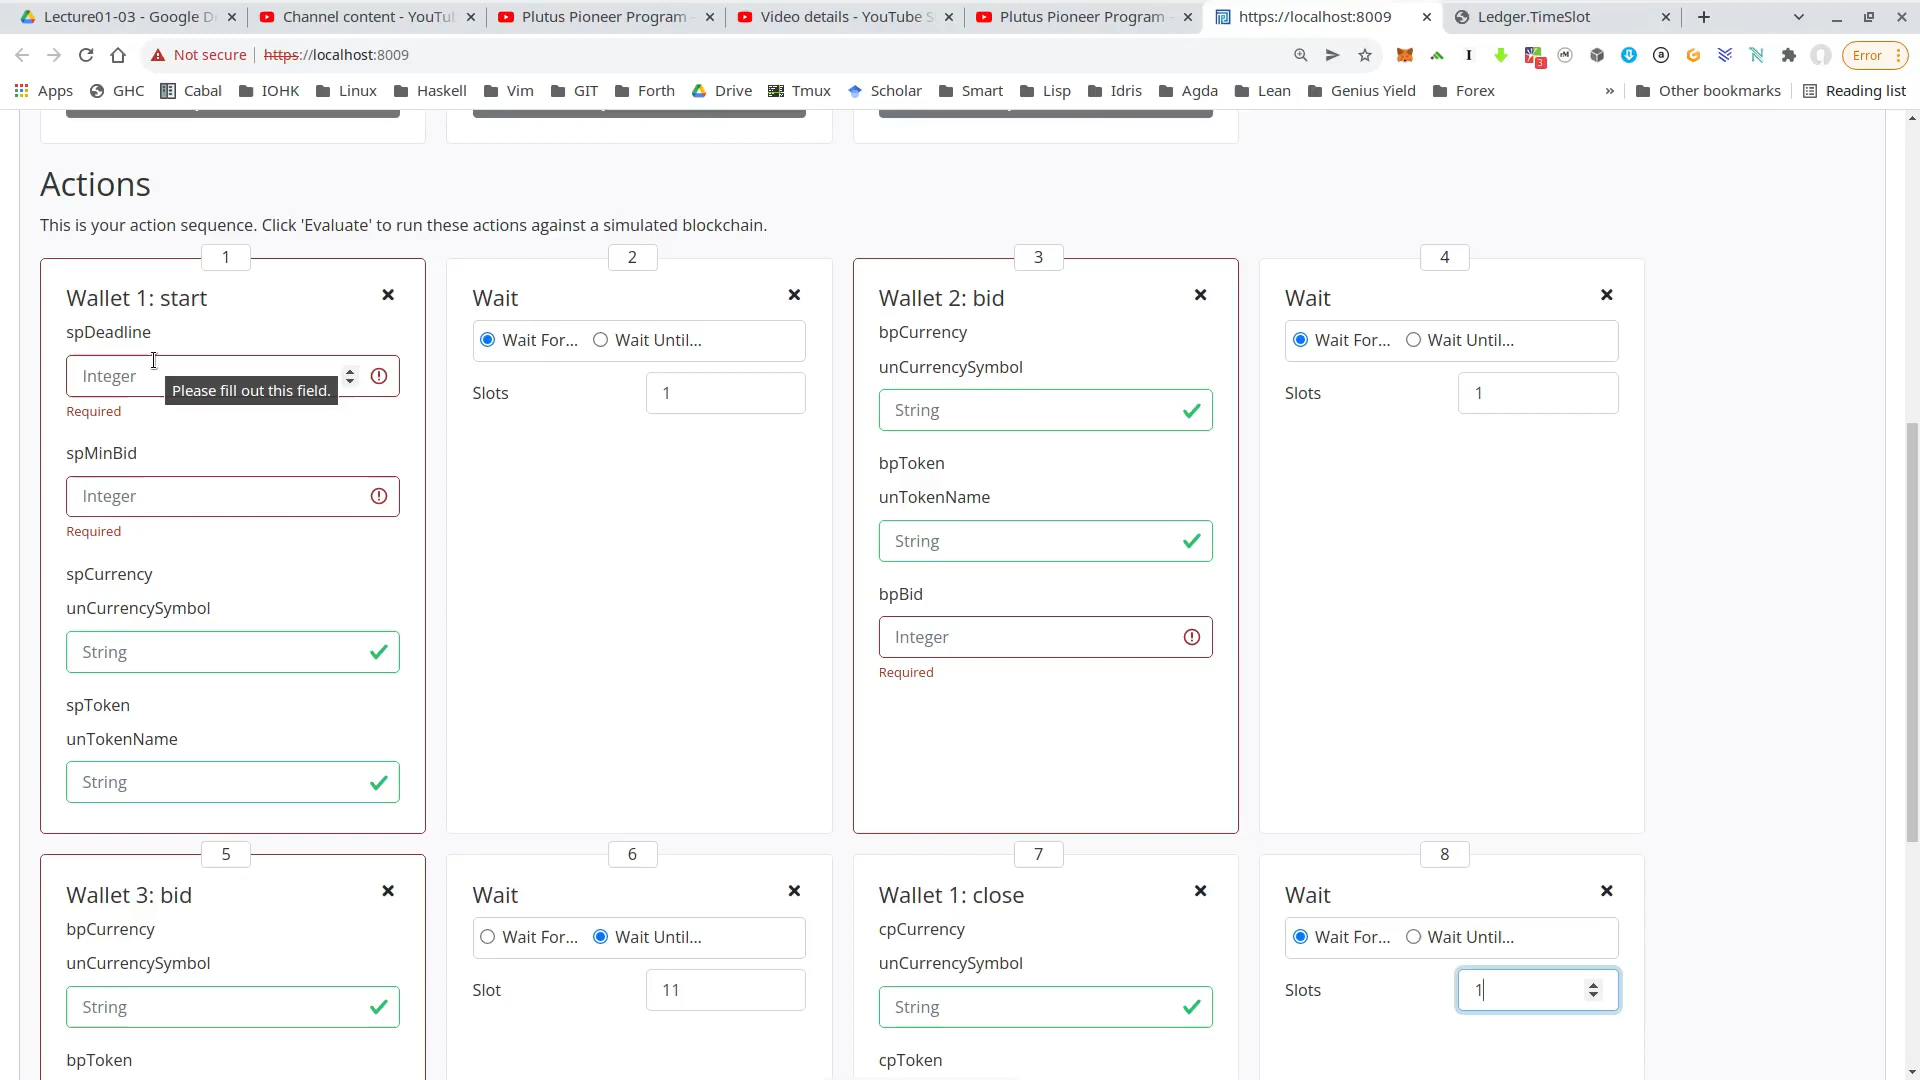 Lecture01-03 - Google D
Channel content - YouTu
Plutus Pioneer Program
Video details - YouTube S
Plutus Pioneer Program
https://localhost:8009
Ledger.TimeSlot
Not secure
https://localhost:8009
Error
Apps
GHC
Cabal
IOHK
Linux
Haskell
Vim
GIT
Forth
Drive
Tmux
Scholar
Smart
Lisp
Idris
Agda
Lean
Genius Yield
Forex
»
Other bookmarks
Reading list
Actions
This is your action sequence. Click 'Evaluate' to run these actions against a simulated blockchain.
1
Wallet 1: start
spDeadline
Integer
Please fill out this field.
Required
spMinBid
Integer
Required
spCurrency
unCurrencySymbol
String
spToken
unTokenName
String
2
Wait
Wait For... Wait Until...
Slots 1
3
Wallet 2: bid
bpCurrency
unCurrencySymbol
String
bpToken
unTokenName
String
bpBid
Integer
Required
4
Wait
Wait For... Wait Until...
Slots 1
5
Wallet 3: bid
bpCurrency
unCurrencySymbol
String
bpToken
6
Wait
Wait For... Wait Until...
Slot 11
7
Wallet 1: close
cpCurrency
unCurrencySymbol
String
cpToken
8
Wait
Wait For... Wait Until...
Slots 1